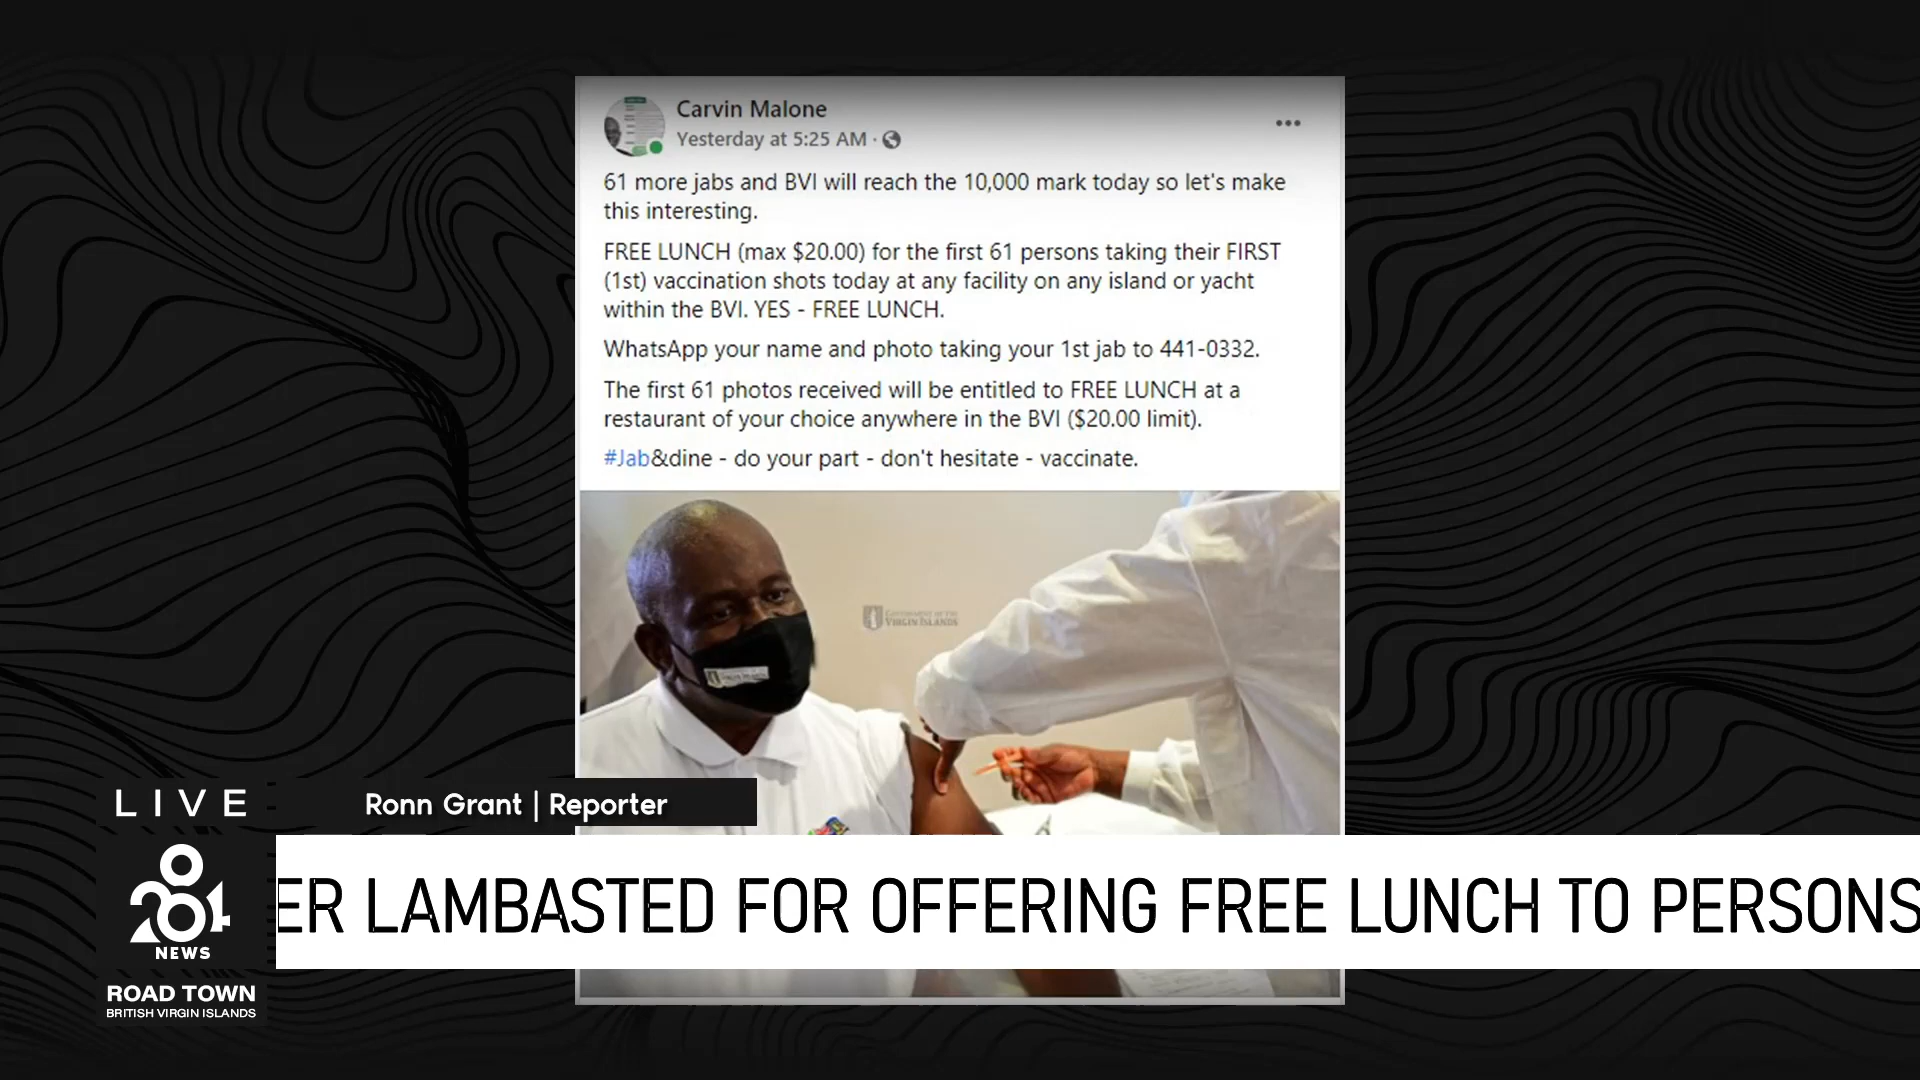 Carvin Malone
Yesterday at 5:25 AM ·
61 more jabs and BVI will reach the 10,000 mark today so let's make
this interesting.
FREE LUNCH (max $20.00) for the first 61 persons taking their FIRST
(1st) vaccination shots today at any facility on any island or yacht
within the BVI. YES - FREE LUNCH.
WhatsApp your name and photo taking your 1st jab to 441-0332.
The first 61 photos received will be entitled to FREE LUNCH at a
restaurant of your choice anywhere in the BVI ($20.00 limit).
#Jab&dine - do your part - don't hesitate - vaccinate.
GOVERNMENT OF THE
VIRGIN ISLANDS
LIVE
Ronn Grant | Reporter
284
NEWS
ER LAMBASTED FOR OFFERING FREE LUNCH TO PERSONS
ROAD TOWN
BRITISH VIRGIN ISLANDS